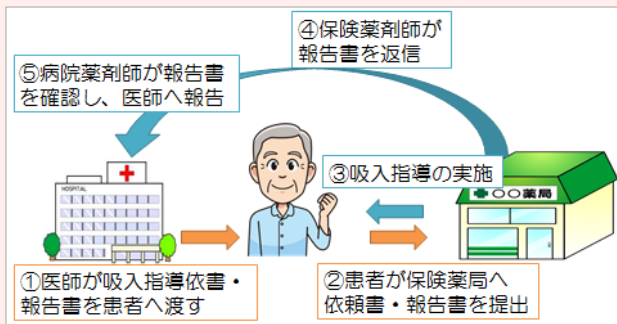 ④保険薬剤師が
報告書を返信
⑤病院薬剤師が報告書
を確認し、医師へ報告
③吸入指導の実施
HOSPITAL
〇〇薬局
①医師が吸入指導依書・
報告書を患者へ渡す
②患者が保険薬局へ
依頼書・報告書を提出